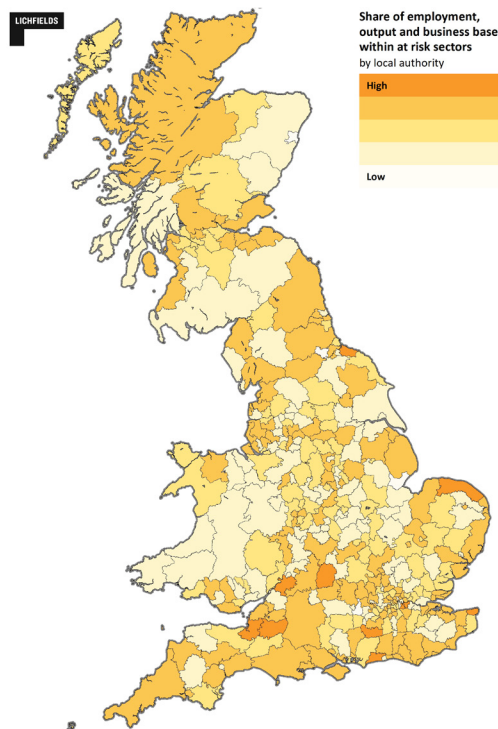 LICHFIELDS
Share of employment,
output and business base
within at risk sectors
by local authority
High
Low